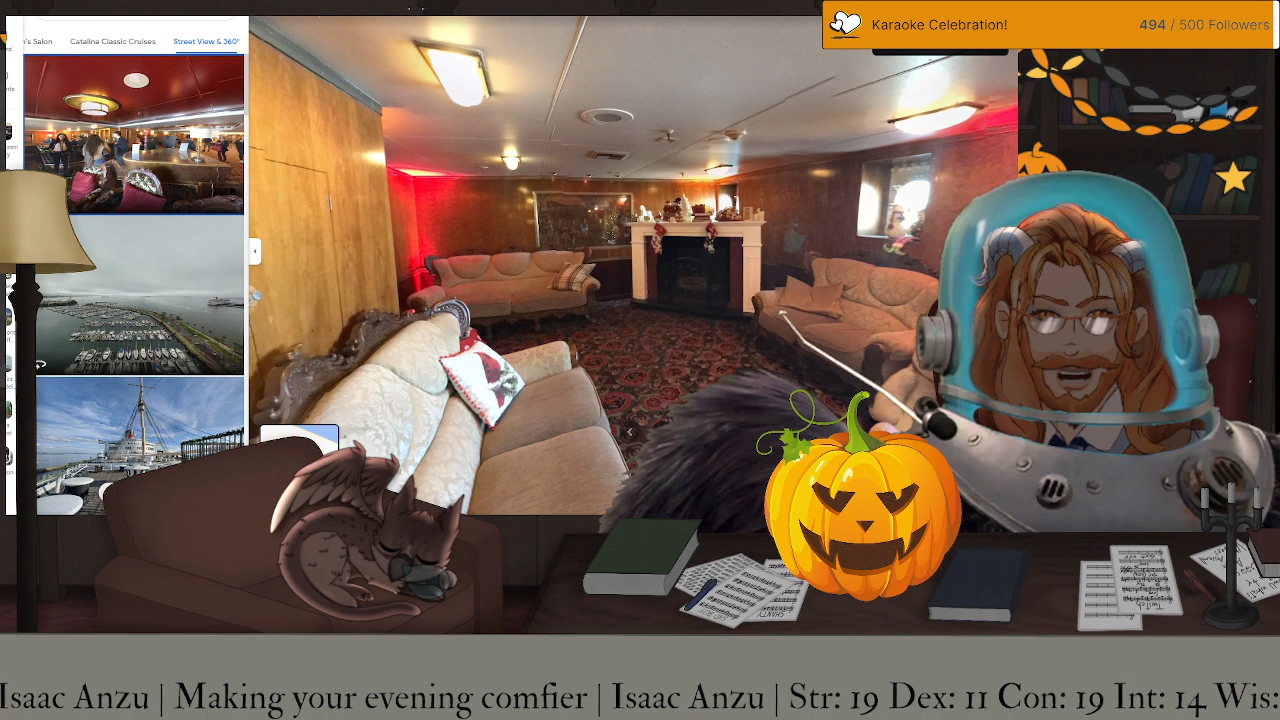 Karaoke Celebration!
494 / 500 Followers
's Salon
Catalina Classic Cruises
Street View & 360°
Isaac Anzu | Making your evening comfier | Isaac Anzu | Str: 19 Dex: 11 Con: 19 Int: 14 Wis: